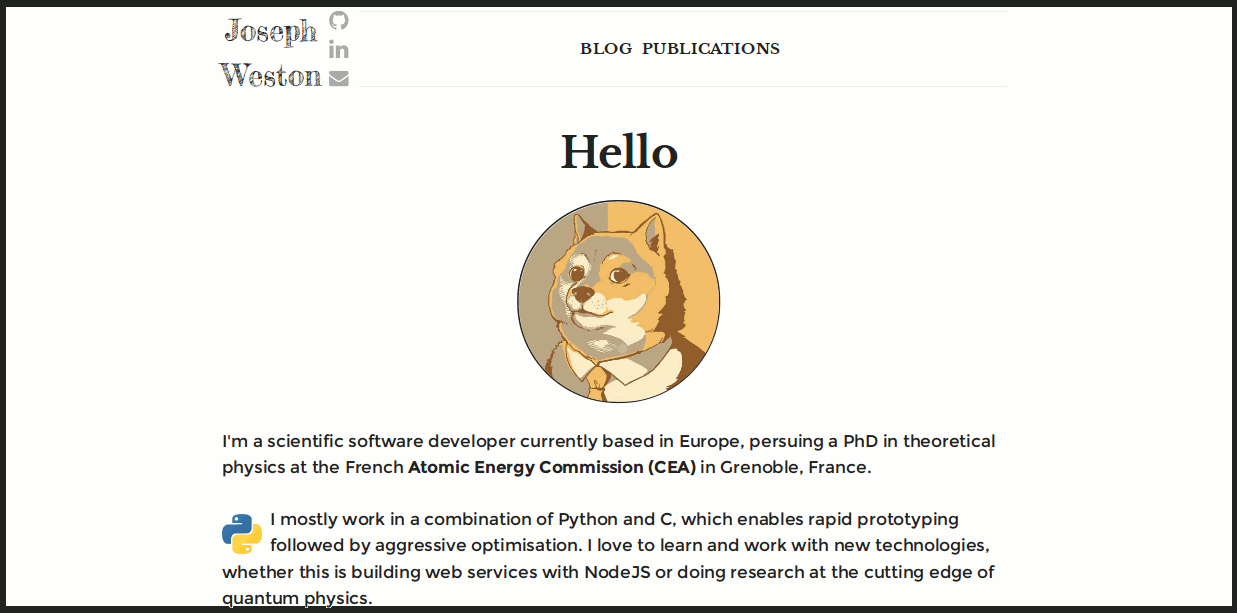 Joseph
Weston
BLOG PUBLICATIONS
Hello
I'm a scientific software developer currently based in Europe, persuing a PhD in theoretical
physics at the French Atomic Energy Commission (CEA) in Grenoble, France.
I mostly work in a combination of Python and C, which enables rapid prototyping
followed by aggressive optimisation. I love to learn and work with new technologies,
whether this is building web services with NodeJS or doing research at the cutting edge of
quantum physics.